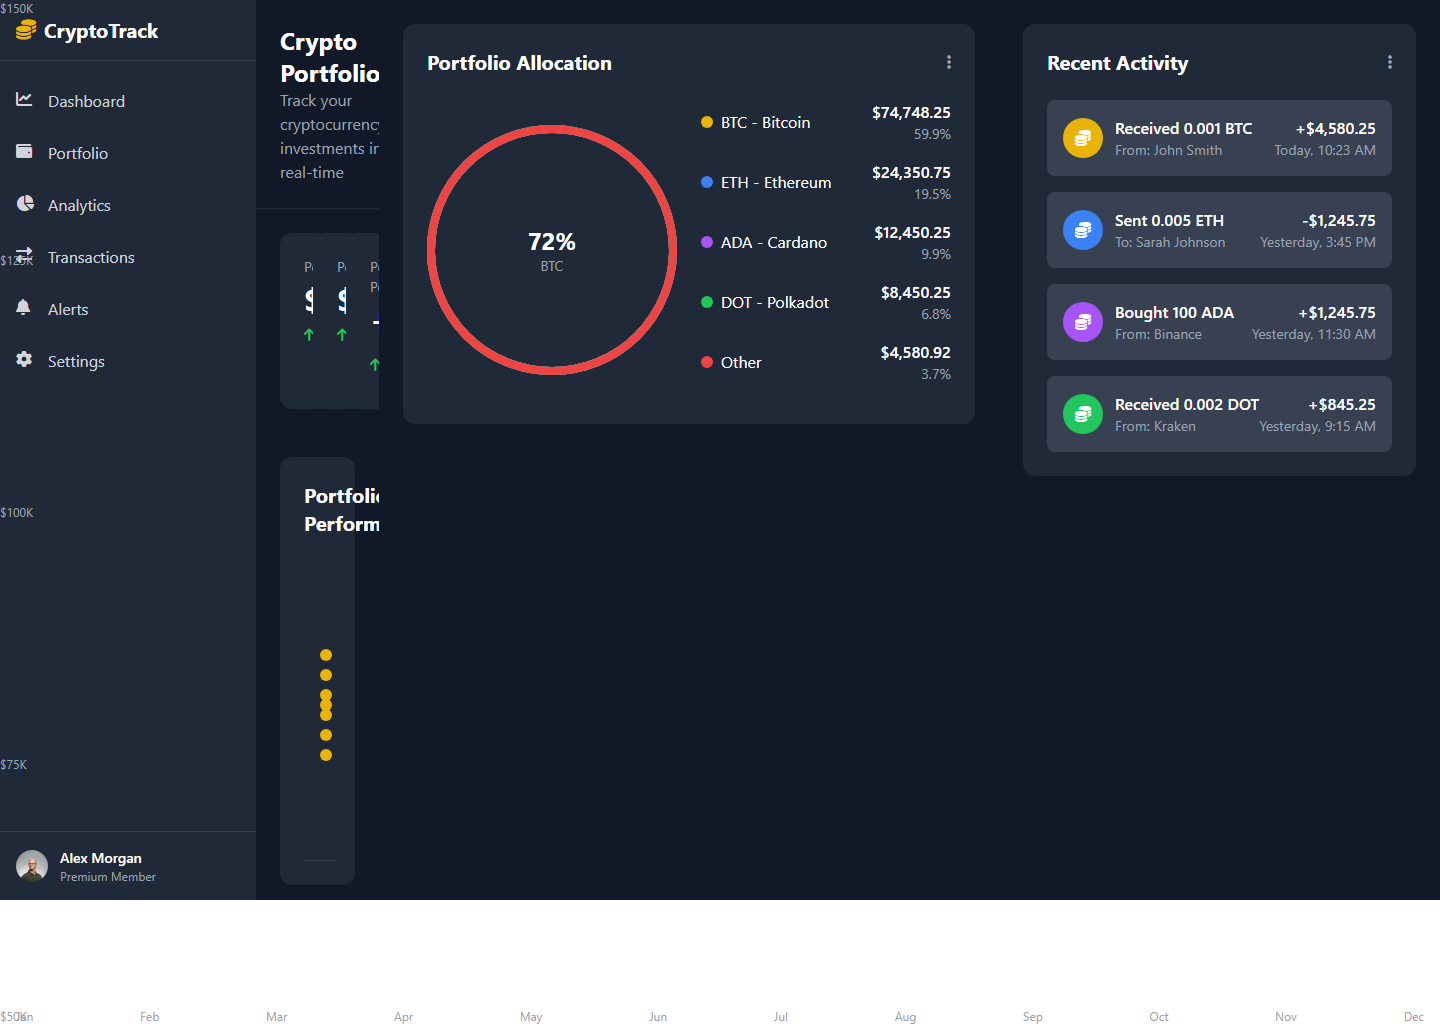 $150K
CryptoTrack
Dashboard
Portfolio
Analytics
Transactions
$125K
Alerts
Settings
$100K
$75K
Alex Morgan
Premium Member
Crypto
Portfolio
Track your
cryptocurrency
investments in
real-time
Portfolio
Portfolio Allocation
72%
BTC
BTC - Bitcoin
$74,748.25
59.9%
ETH - Ethereum
$24,350.75
19.5%
ADA - Cardano
$12,450.25
9.9%
DOT - Polkadot
$8,450.25
6.8%
Other
$4,580.92
3.7%
Recent Activity
Received 0.001 BTC
+$4,580.25
From: John Smith
Today, 10:23 AM
Sent 0.005 ETH
-$1,245.75
To: Sarah Johnson
Yesterday, 3:45 PM
Bought 100 ADA
+$1,245.75
From: Binance
Yesterday, 11:30 AM
Received 0.002 DOT
+$845.25
From: Kraken
Yesterday, 9:15 AM
$50K
Jan
Feb
Mar
Apr
May
Jun
Jul
Aug
Sep
Oct
Nov
Dec